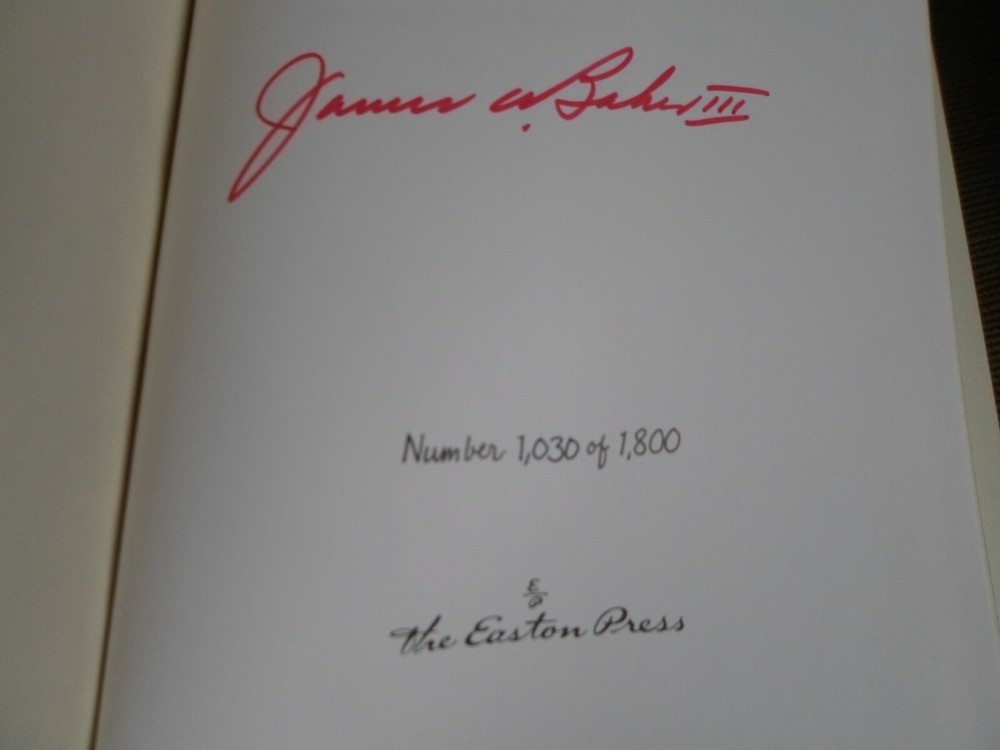 James A Baker III
Number 1,030 of 1,800
E
P
the Easton Press